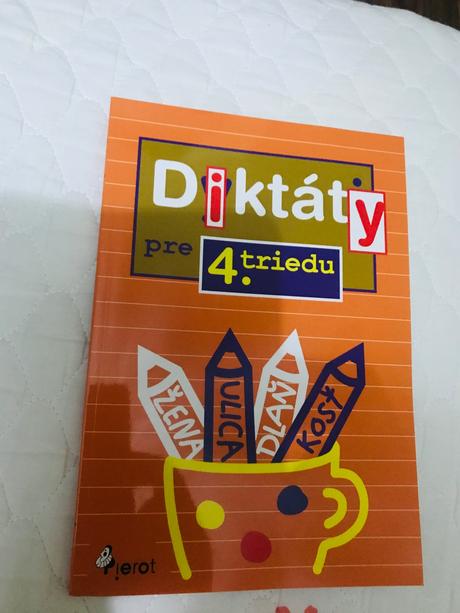 Diktáty
pre 4. triedu
ŽENA
ULICA
DLAŇ
KOSŤ
Pierot